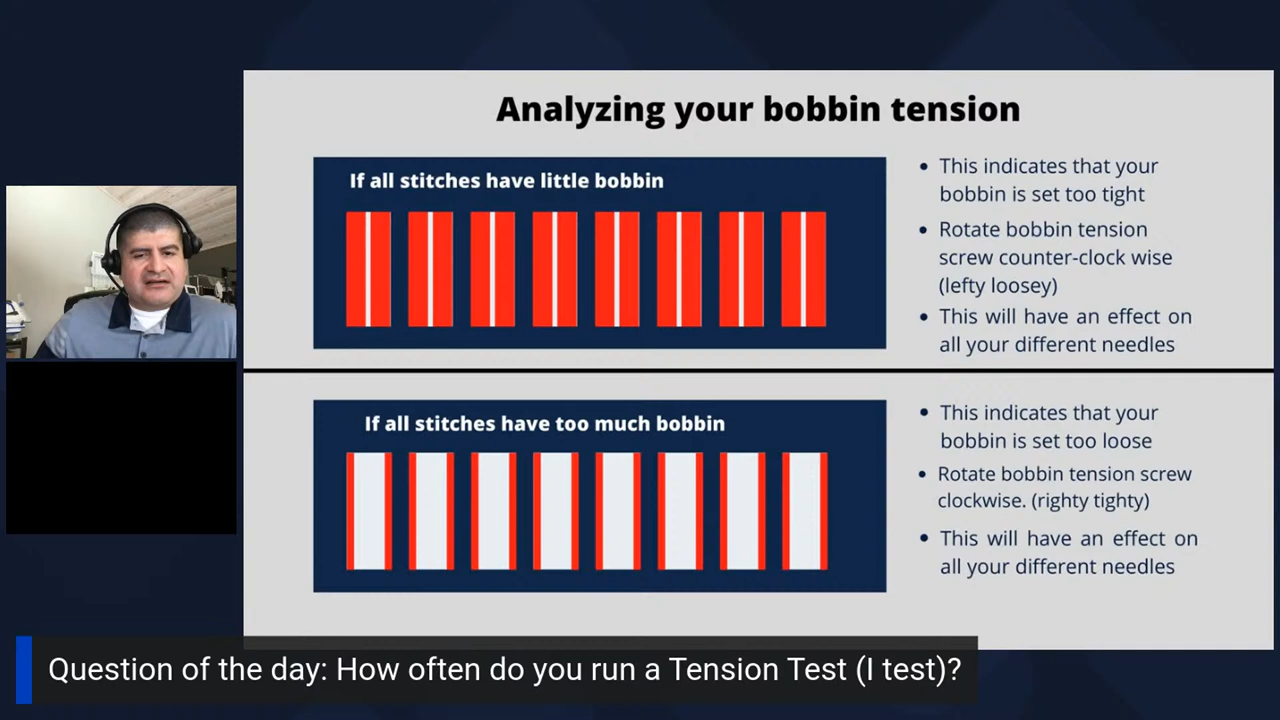 Analyzing your bobbin tension
If all stitches have little bobbin
• This indicates that your
bobbin is set too tight
• Rotate bobbin tension
screw counter-clock wise
(lefty loosey)
• This will have an effect on
all your different needles
If all stitches have too much bobbin
• This indicates that your
bobbin is set too loose
• Rotate bobbin tension screw
clockwise. (righty tighty)
• This will have an effect on
all your different needles
Question of the day: How often do you run a Tension Test (I test)?